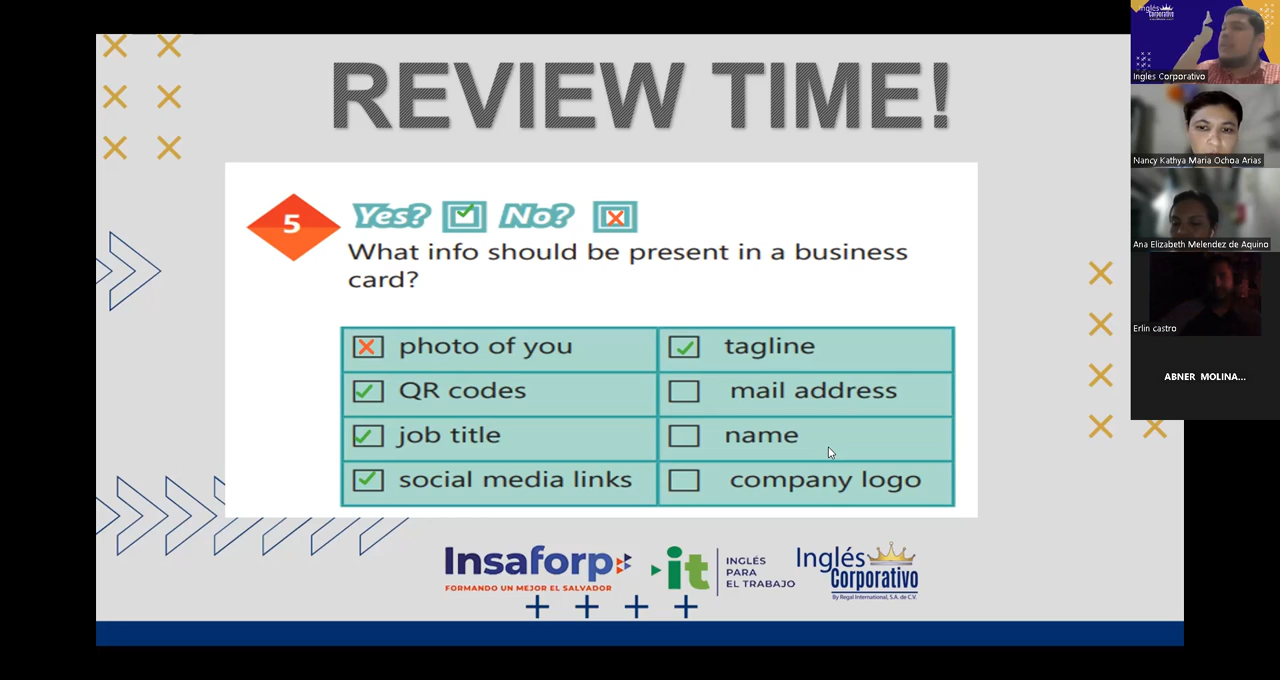 REVIEW TIME!
5
Yes? No?
What info should be present in a business
card?
photo of you
tagline
QR codes
mail address
job title
name
social media links
company logo
Insaforp
FORMANDO UN MEJOR EL SALVADOR
it
INGLÉS
PARA
EL TRABAJO
Inglés
Corporativo
By Regal International, S.A. de C.V.
Inglés
Corporativo
Ingles Corporativo
Nancy Kathya Maria Ochoa Arias
Ana Elizabeth Melendez de Aquino
Erlin castro
ABNER MOLINA...